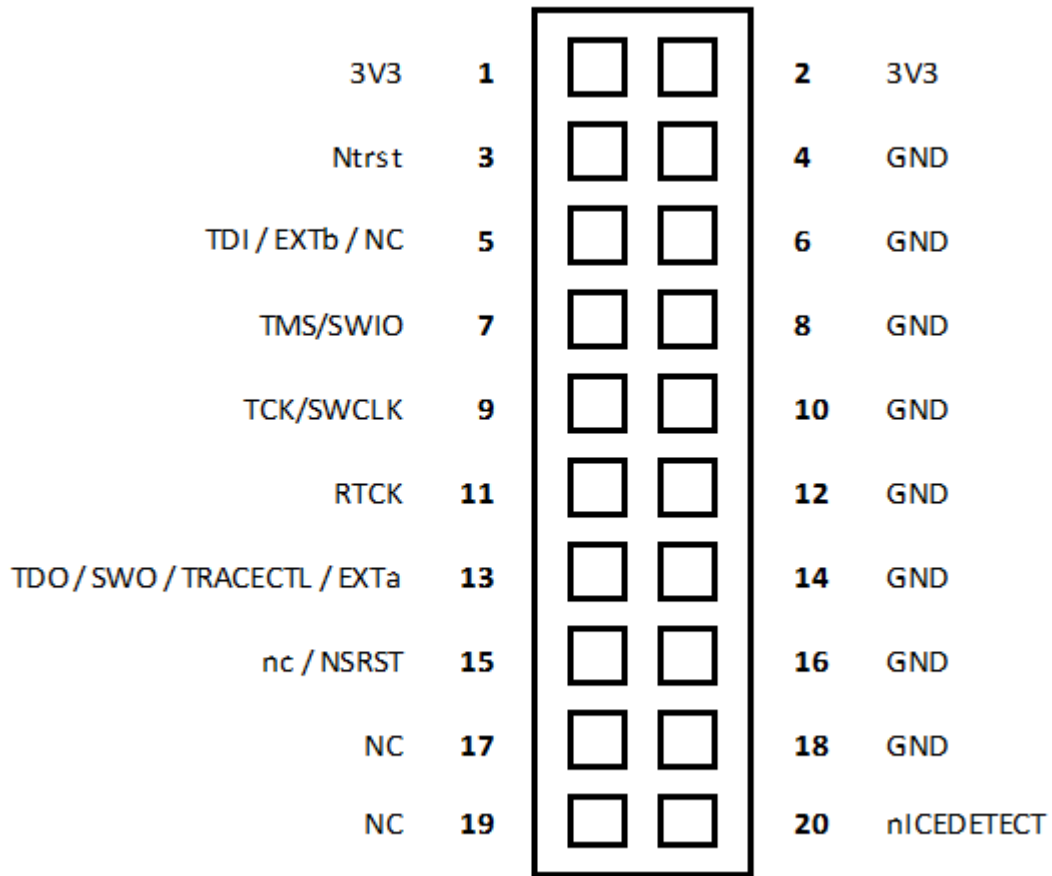 3V3 1 2 3V3
Ntrst 3 4 GND
TDI / EXTb / NC 5 6 GND
TMS/SWIO 7 8 GND
TCK/SWCLK 9 10 GND
RTCK 11 12 GND
TDO / SWO / TRACECTL / EXTa 13 14 GND
nc / NSRST 15 16 GND
NC 17 18 GND
NC 19 20 nICEDETECT